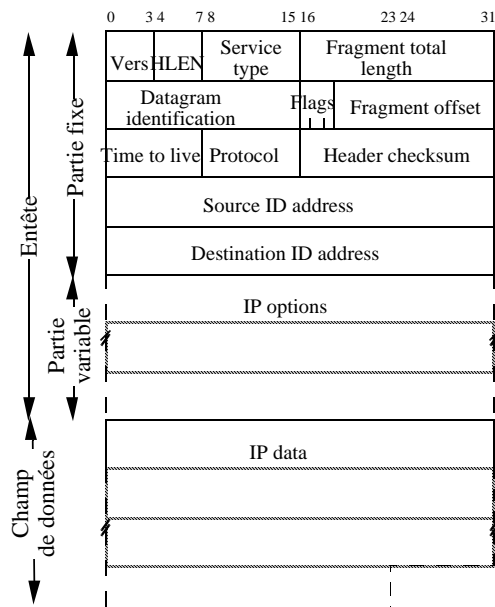 0 3 4 7 8 15 16 23 24 31
Vers HLEN Service type Fragment total length
Datagram identification Flags Fragment offset
Time to live Protocol Header checksum
Source ID address
Destination ID address
IP options
IP data
Entête
Partie fixe
Partie variable
Champ de données